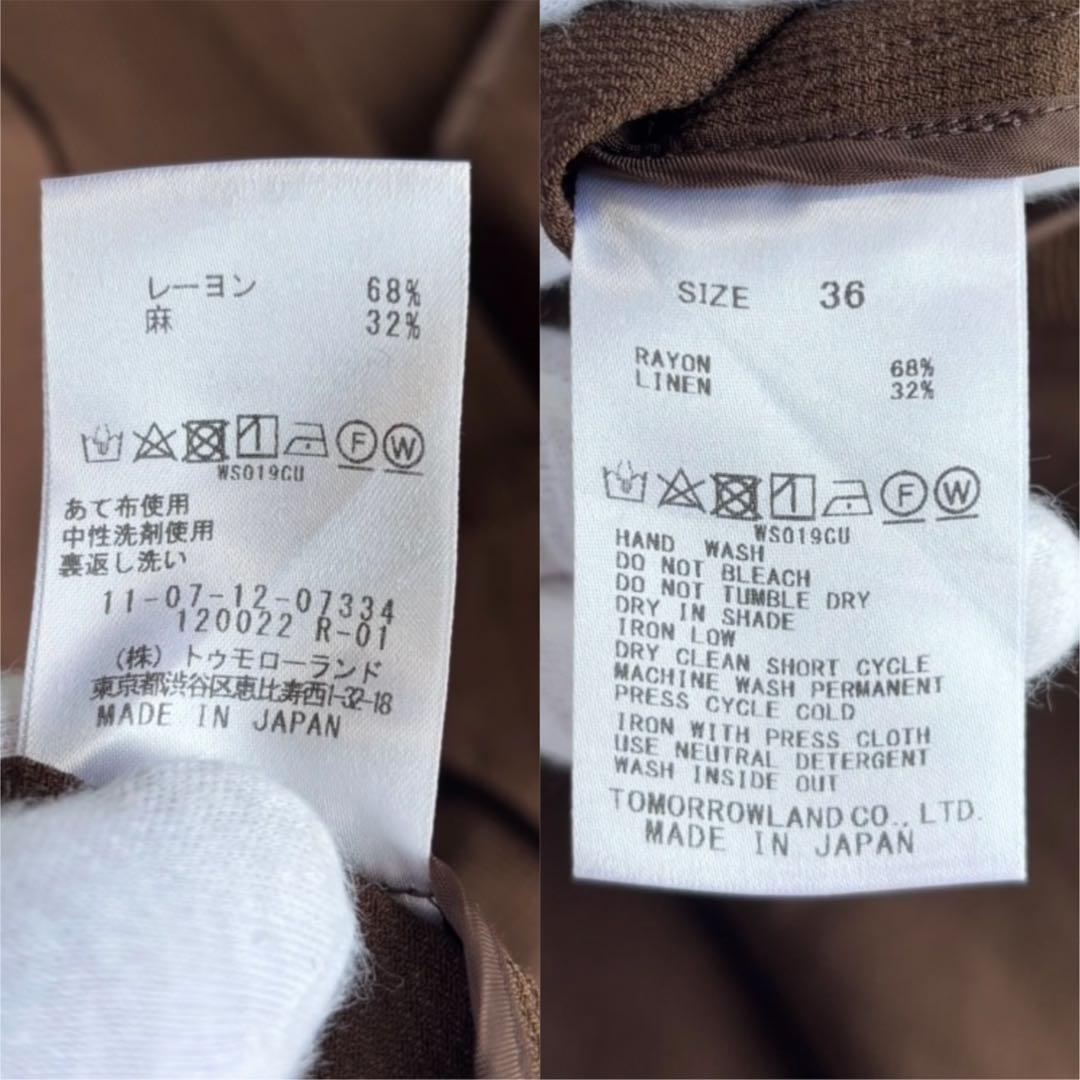 レーヨン 68%
麻 32%
F W
WS019GU
あて布使用
中性洗剤使用
裏返し洗い
11-07-12-07334
120022 R-01
(株)トゥモローランド
東京都渋谷区恵比寿西1-32-18
MADE IN JAPAN
SIZE 36
RAYON 68%
LINEN 32%
F W
WS019GU
HAND WASH
DO NOT BLEACH
DO NOT TUMBLE DRY
DRY IN SHADE
IRON LOW
DRY CLEAN SHORT CYCLE
MACHINE WASH PERMANENT
PRESS CYCLE COLD
IRON WITH PRESS CLOTH
USE NEUTRAL DETERGENT
WASH INSIDE OUT
TOMORROWLAND CO., LTD.
MADE IN JAPAN